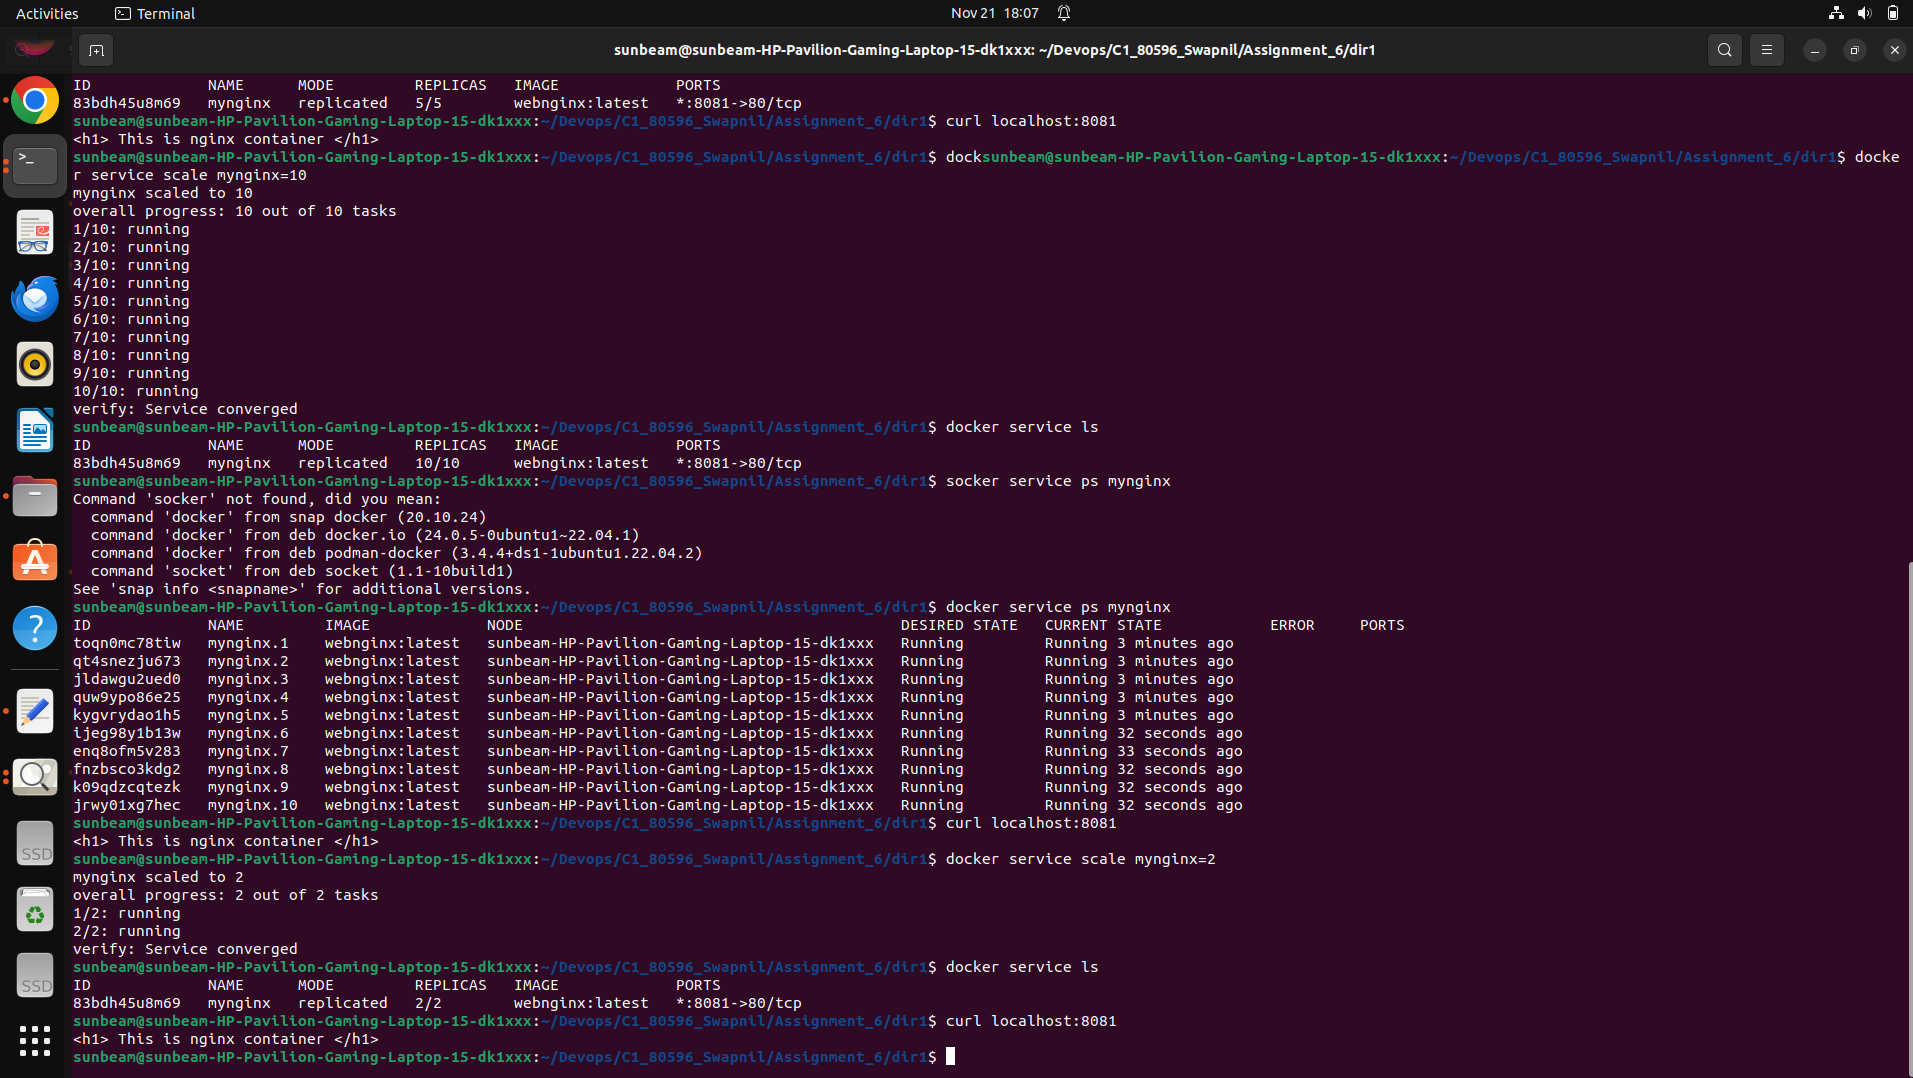 Activities
Terminal
Nov 21 18:07
sunbeam@sunbeam-HP-Pavilion-Gaming-Laptop-15-dk1xxx: ~/Devops/C1_80596_Swapnil/Assignment_6/dir1
ID NAME MODE REPLICAS IMAGE PORTS
83bdh45u8m69 mynginx replicated 5/5 webnginx:latest *:8081->80/tcp
sunbeam@sunbeam-HP-Pavilion-Gaming-Laptop-15-dk1xxx:~/Devops/C1_80596_Swapnil/Assignment_6/dir1$ curl localhost:8081
<h1> This is nginx container </h1>
sunbeam@sunbeam-HP-Pavilion-Gaming-Laptop-15-dk1xxx:~/Devops/C1_80596_Swapnil/Assignment_6/dir1$ docksunbeam@sunbeam-HP-Pavilion-Gaming-Laptop-15-dk1xxx:~/Devops/C1_80596_Swapnil/Assignment_6/dir1$ docke
r service scale mynginx=10
mynginx scaled to 10
overall progress: 10 out of 10 tasks
1/10: running
2/10: running
3/10: running
4/10: running
5/10: running
6/10: running
7/10: running
8/10: running
9/10: running
10/10: running
verify: Service converged
sunbeam@sunbeam-HP-Pavilion-Gaming-Laptop-15-dk1xxx:~/Devops/C1_80596_Swapnil/Assignment_6/dir1$ docker service ls
ID NAME MODE REPLICAS IMAGE PORTS
83bdh45u8m69 mynginx replicated 10/10 webnginx:latest *:8081->80/tcp
sunbeam@sunbeam-HP-Pavilion-Gaming-Laptop-15-dk1xxx:~/Devops/C1_80596_Swapnil/Assignment_6/dir1$ socker service ps mynginx
Command 'socker' not found, did you mean:
command 'docker' from snap docker (20.10.24)
command 'docker' from deb docker.io (24.0.5-0ubuntu1~22.04.1)
command 'docker' from deb podman-docker (3.4.4+ds1-1ubuntu1.22.04.2)
command 'socket' from deb socket (1.1-10build1)
See 'snap info <snapname>' for additional versions.
sunbeam@sunbeam-HP-Pavilion-Gaming-Laptop-15-dk1xxx:~/Devops/C1_80596_Swapnil/Assignment_6/dir1$ docker service ps mynginx
ID NAME IMAGE NODE DESIRED STATE CURRENT STATE ERROR PORTS
toqn0mc78tiw mynginx.1 webnginx:latest sunbeam-HP-Pavilion-Gaming-Laptop-15-dk1xxx Running Running 3 minutes ago
qt4snezju673 mynginx.2 webnginx:latest sunbeam-HP-Pavilion-Gaming-Laptop-15-dk1xxx Running Running 3 minutes ago
jldawgu2ued0 mynginx.3 webnginx:latest sunbeam-HP-Pavilion-Gaming-Laptop-15-dk1xxx Running Running 3 minutes ago
quw9ypo86e25 mynginx.4 webnginx:latest sunbeam-HP-Pavilion-Gaming-Laptop-15-dk1xxx Running Running 3 minutes ago
kygvrydao1h5 mynginx.5 webnginx:latest sunbeam-HP-Pavilion-Gaming-Laptop-15-dk1xxx Running Running 3 minutes ago
ijeg98y1b13w mynginx.6 webnginx:latest sunbeam-HP-Pavilion-Gaming-Laptop-15-dk1xxx Running Running 32 seconds ago
enq8ofm5v283 mynginx.7 webnginx:latest sunbeam-HP-Pavilion-Gaming-Laptop-15-dk1xxx Running Running 33 seconds ago
fnzbsco3kdg2 mynginx.8 webnginx:latest sunbeam-HP-Pavilion-Gaming-Laptop-15-dk1xxx Running Running 32 seconds ago
k09qdzcqtezk mynginx.9 webnginx:latest sunbeam-HP-Pavilion-Gaming-Laptop-15-dk1xxx Running Running 32 seconds ago
jrwy01xg7hec mynginx.10 webnginx:latest sunbeam-HP-Pavilion-Gaming-Laptop-15-dk1xxx Running Running 32 seconds ago
sunbeam@sunbeam-HP-Pavilion-Gaming-Laptop-15-dk1xxx:~/Devops/C1_80596_Swapnil/Assignment_6/dir1$ curl localhost:8081
<h1> This is nginx container </h1>
sunbeam@sunbeam-HP-Pavilion-Gaming-Laptop-15-dk1xxx:~/Devops/C1_80596_Swapnil/Assignment_6/dir1$ docker service scale mynginx=2
mynginx scaled to 2
overall progress: 2 out of 2 tasks
1/2: running
2/2: running
verify: Service converged
sunbeam@sunbeam-HP-Pavilion-Gaming-Laptop-15-dk1xxx:~/Devops/C1_80596_Swapnil/Assignment_6/dir1$ docker service ls
ID NAME MODE REPLICAS IMAGE PORTS
83bdh45u8m69 mynginx replicated 2/2 webnginx:latest *:8081->80/tcp
sunbeam@sunbeam-HP-Pavilion-Gaming-Laptop-15-dk1xxx:~/Devops/C1_80596_Swapnil/Assignment_6/dir1$ curl localhost:8081
<h1> This is nginx container </h1>
sunbeam@sunbeam-HP-Pavilion-Gaming-Laptop-15-dk1xxx:~/Devops/C1_80596_Swapnil/Assignment_6/dir1$
SSD
SSD